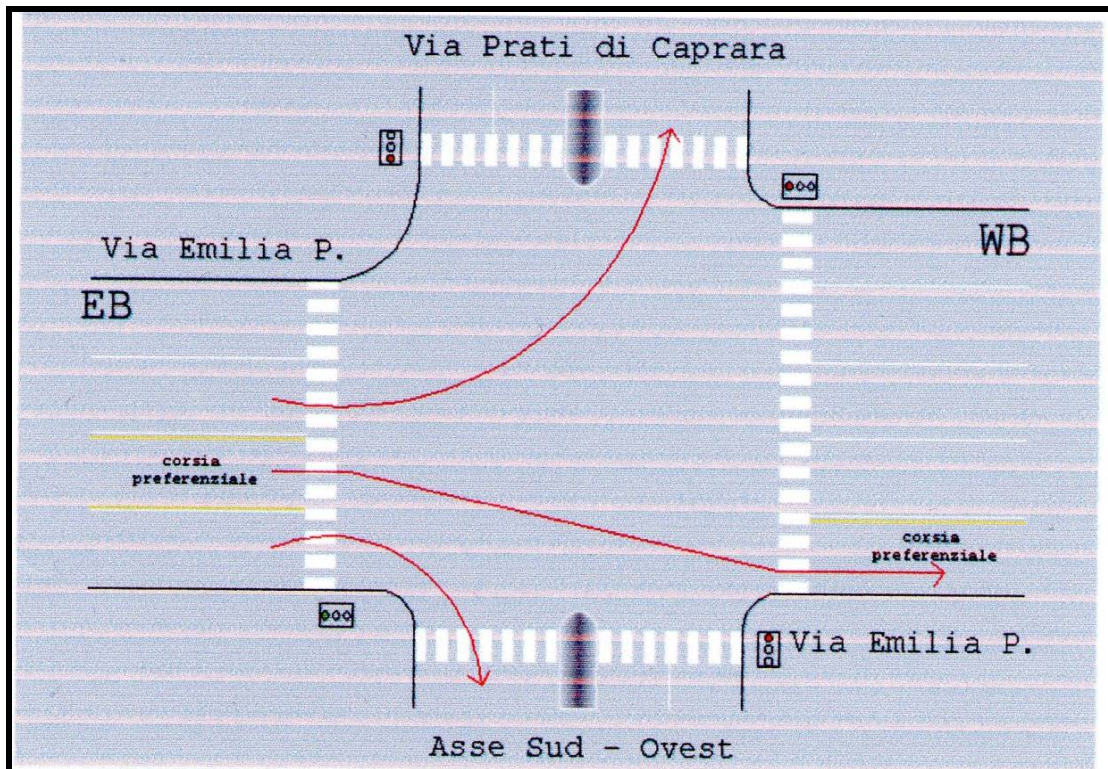 Via Prati di Caprara
Via Emilia P.
WB
EB
corsia
preferenziale
corsia
preferenziale
Via Emilia P.
Asse Sud - Ovest